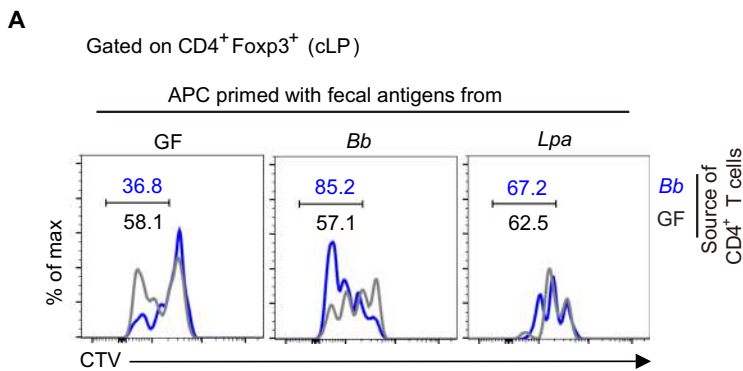 A
Gated on CD4⁺Foxp3⁺ (cLP)
APC primed with fecal antigens from
GF
Bb
Lpa
36.8
58.1
85.2
57.1
67.2
62.5
Bb
GF
Source of
CD4⁺ T cells
% of max
CTV